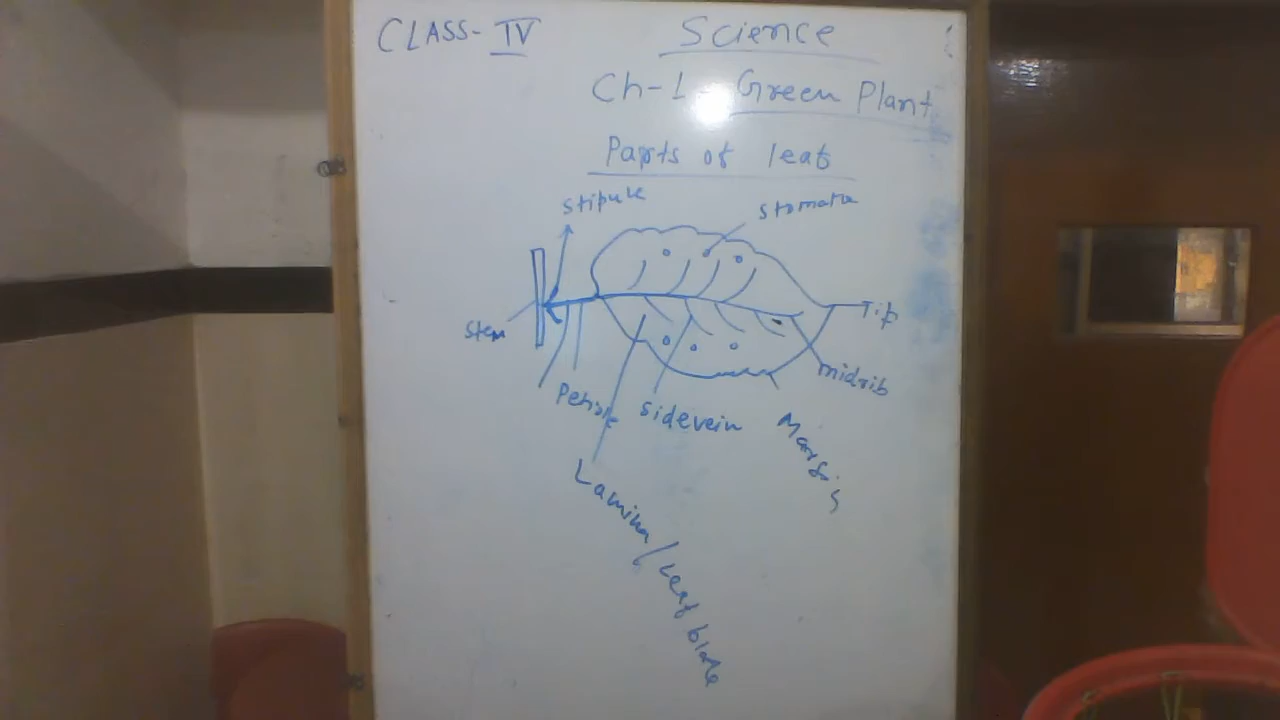 CLASS- IV
Science
Ch-1 - Green Plant
Parts of leaf
Stipule
Stomata
Stem
Tip
midrib
Petiole
Sidevein
Margin
Lamina / Leaf blade